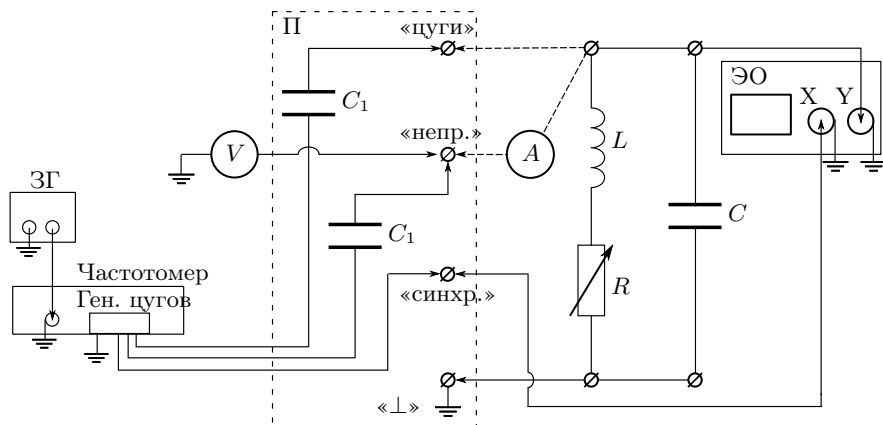 П
«цуги»
C₁
ЭО
X Y
«непр.»
V
A
L
ЗГ
C₁
C
Частотомер
Ген. цугов
«синхр.»
R
«⊥»